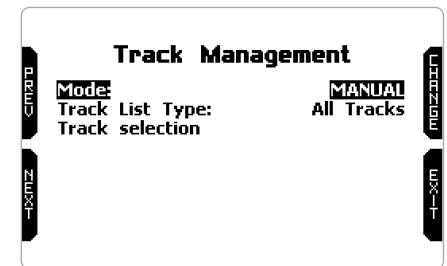 Track Management
PREV
CHANGE
Mode: MANUAL
Track List Type: All Tracks
Track selection
NEXT
EXIT